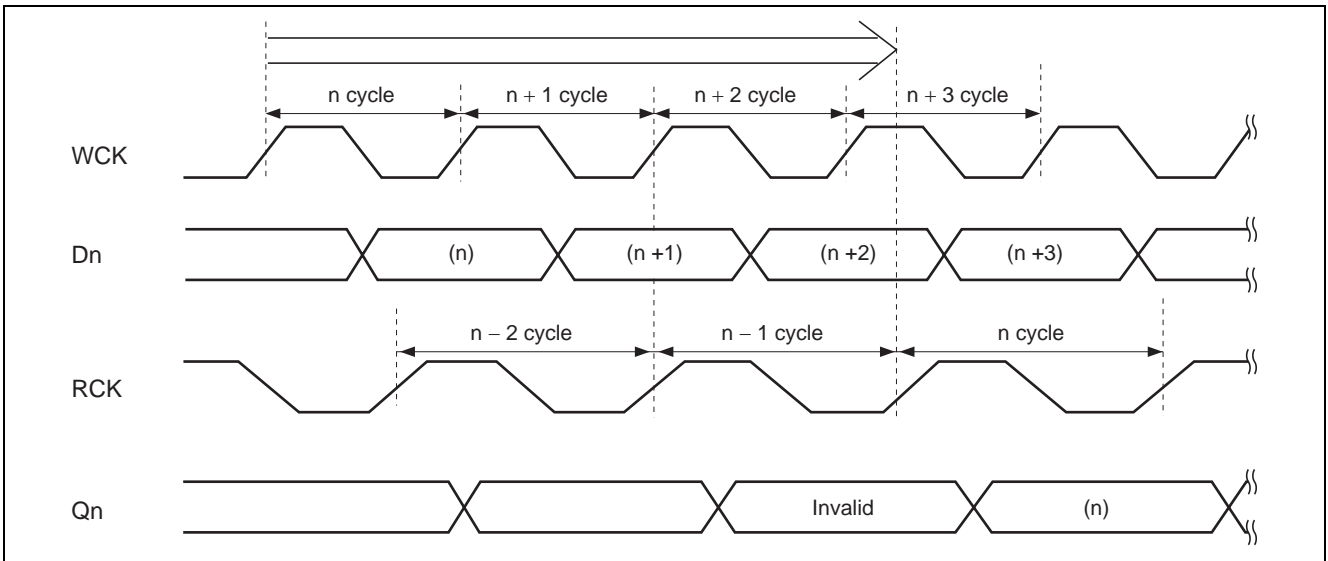 n cycle n + 1 cycle n + 2 cycle n + 3 cycle
WCK
Dn (n) (n +1) (n +2) (n +3)
n − 2 cycle n − 1 cycle n cycle
RCK
Qn Invalid (n)